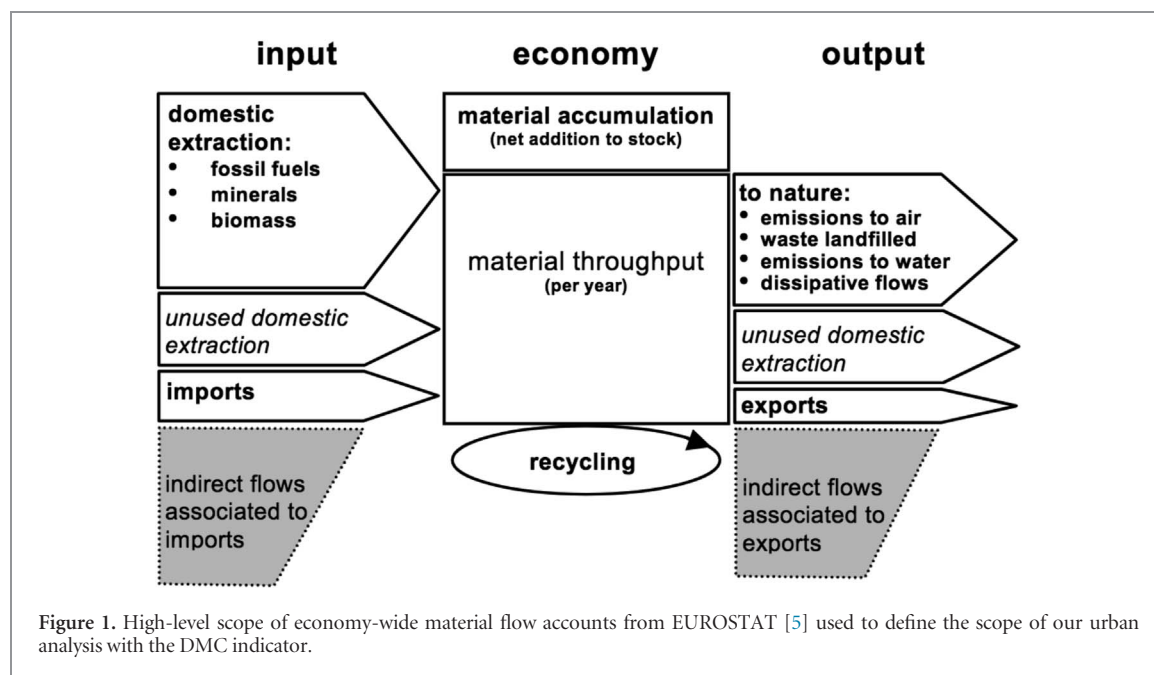 input
economy
output
domestic
extraction:
• fossil fuels
• minerals
• biomass
unused domestic
extraction
imports
indirect flows
associated to
imports
material accumulation
(net addition to stock)
material throughput
(per year)
recycling
to nature:
• emissions to air
• waste landfilled
• emissions to water
• dissipative flows
unused domestic
extraction
exports
indirect flows
associated to
exports
Figure 1. High-level scope of economy-wide material flow accounts from EUROSTAT [5] used to define the scope of our urban
analysis with the DMC indicator.